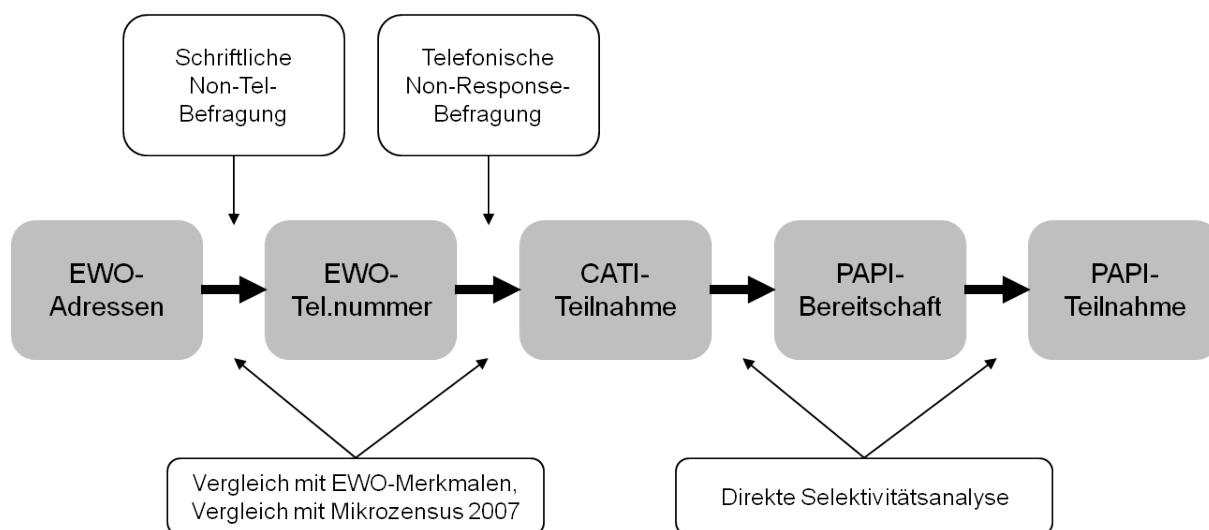 Schriftliche
Non-Tel-
Befragung
Telefonische
Non-Response-
Befragung
EWO-
Adressen
EWO-
Tel.nummer
CATI-
Teilnahme
PAPI-
Bereitschaft
PAPI-
Teilnahme
Vergleich mit EWO-Merkmalen,
Vergleich mit Mikrozensus 2007
Direkte Selektivitätsanalyse